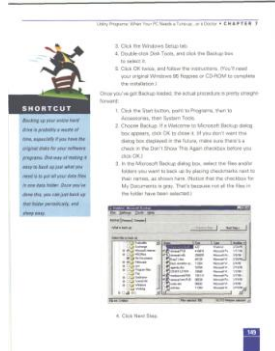 Utility Programs: When Your PC Needs a Tune-up, or a Doctor • CHAPTER 7
3. Click the Windows Setup tab.
4. Double-click Disk Tools, and click the Backup box
to select it.
5. Click OK twice, and follow the instructions. (You'll need
your original Windows 95 floppies or CD-ROM to complete
the installation.)
Once you've got Backup loaded, the actual procedure is pretty straight-
forward:
1. Click the Start button, point to Programs, then to
Accessories, then System Tools.
2. Choose Backup. If a Welcome to Microsoft Backup dialog
box appears, click OK to close it. (If you don't want this
dialog box displayed in the future, make sure there's a
check in the Don't Show This Again checkbox before you
click OK.)
3. In the Microsoft Backup dialog box, select the files and/or
folders you want to back up by placing checkmarks next to
their names, as shown here. (Notice that the checkbox for
My Documents is gray. That's because not all the files in
the folder have been selected.)
SHORTCUT
Backing up your entire hard
drive is probably a waste of
time, especially if you have the
original disks for your software
programs. One way of making it
easy to back up just what you
need is to put all your data files
in one data folder. Once you've
done this, you can just back up
that folder periodically, and
sleep easy.
4. Click Next Step.
149